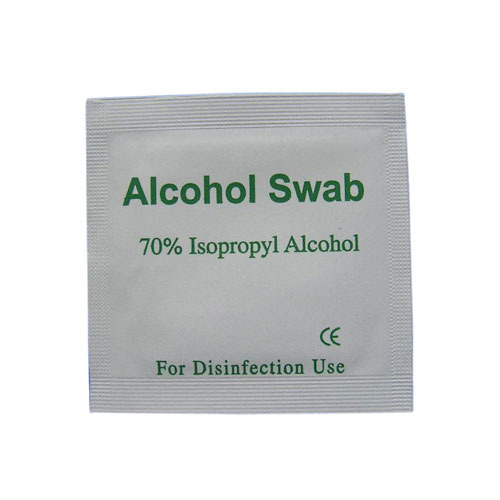 Alcohol Swab
70% Isopropyl Alcohol
CE
For Disinfection Use